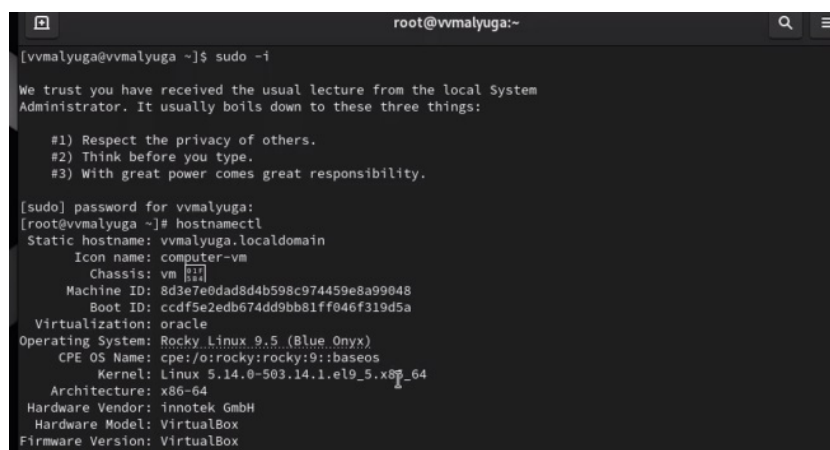 root@vvmalyuga:~
[vvmalyuga@vvmalyuga ~]$ sudo -i
We trust you have received the usual lecture from the local System
Administrator. It usually boils down to these three things:
#1) Respect the privacy of others.
#2) Think before you type.
#3) With great power comes great responsibility.
[sudo] password for vvmalyuga:
[root@vvmalyuga ~]# hostnamectl
Static hostname: vvmalyuga.localdomain
Icon name: computer-vm
Chassis: vm
Machine ID: 8d3e7e0dad8d4b598c974459e8a99048
Boot ID: ccdf5e2edb674dd9bb81ff046f319d5a
Virtualization: oracle
Operating System: Rocky Linux 9.5 (Blue Onyx)
CPE OS Name: cpe:/o:rocky:rocky:9::baseos
Kernel: Linux 5.14.0-503.14.1.el9_5.x86_64
Architecture: x86-64
Hardware Vendor: innotek GmbH
Hardware Model: VirtualBox
Firmware Version: VirtualBox